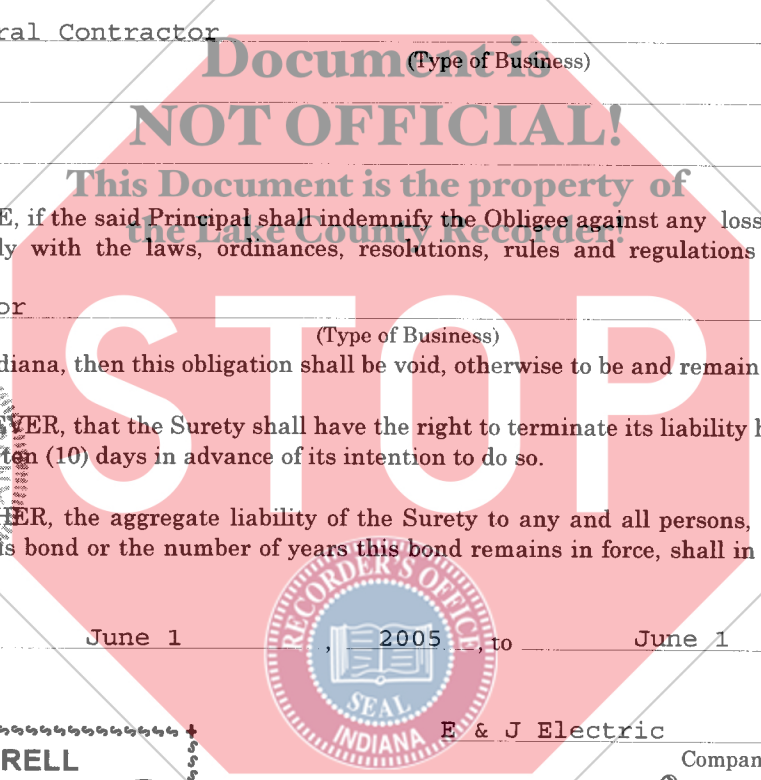 ral Contractor
(Type of Business)
Document is
NOT OFFICIAL!
This Document is the property of
the Lake County Recorder!
E, if the said Principal shall indemnify the Obligee against any loss
ly with the laws, ordinances, resolutions, rules and regulations
or
(Type of Business)
diana, then this obligation shall be void, otherwise to be and remain
STOP
VER, that the Surety shall have the right to terminate its liability
ten (10) days in advance of its intention to do so.
HER, the aggregate liability of the Surety to any and all persons,
is bond or the number of years this bond remains in force, shall in
RECORDER'S OFFICE
SEAL
INDIANA
June 1 , 2005 , to June 1
E & J Electric
RELL
Compan